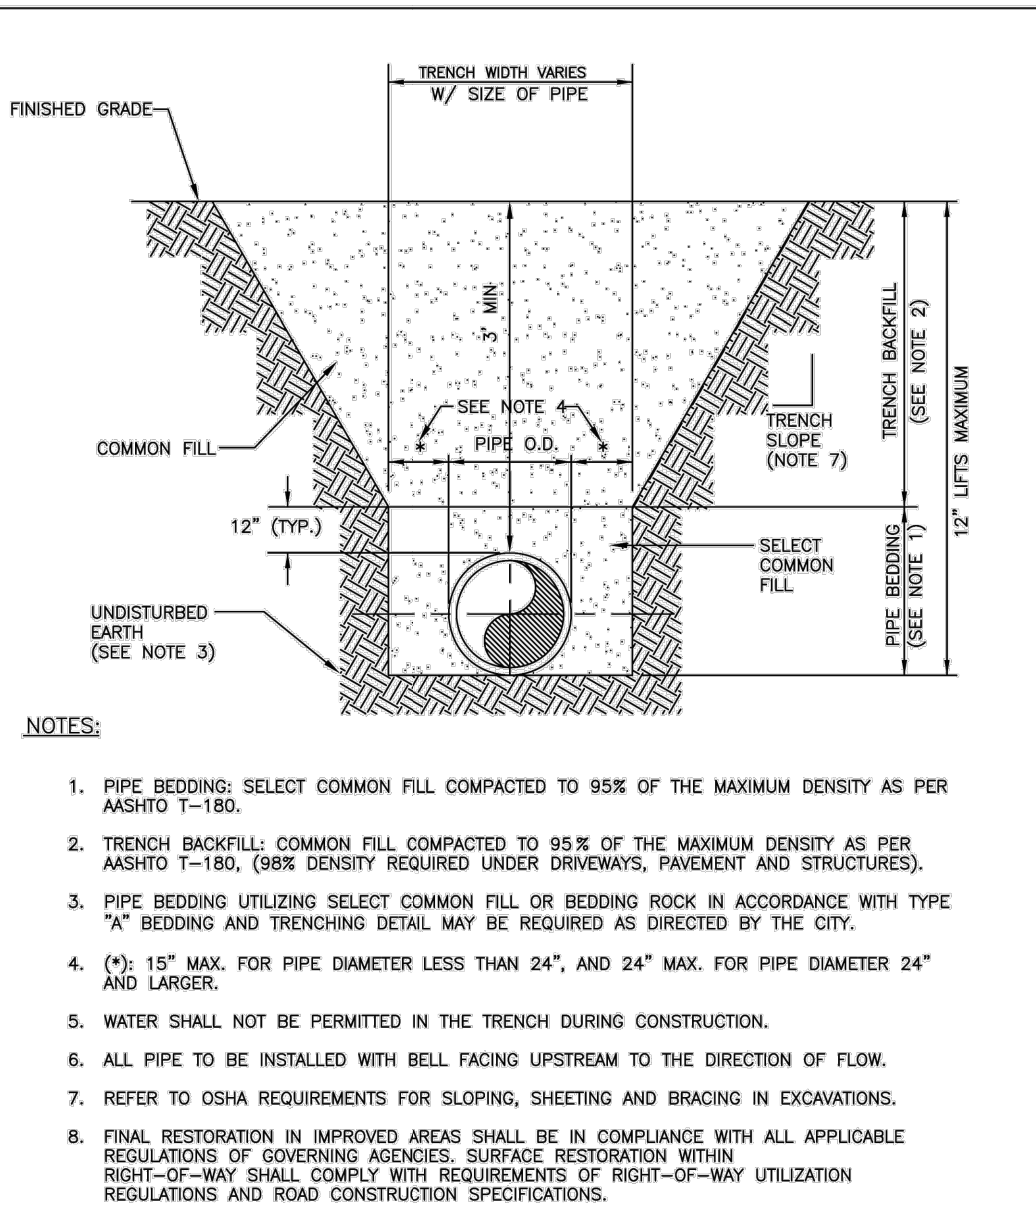 TRENCH WIDTH VARIES
W/ SIZE OF PIPE
FINISHED GRADE
3' MIN
TRENCH BACKFILL
(SEE NOTE 2)
12" LIFTS MAXIMUM
SEE NOTE 4
* *
PIPE O.D.
TRENCH
SLOPE
(NOTE 7)
COMMON FILL
12" (TYP.)
SELECT
COMMON
FILL
PIPE BEDDING
(SEE NOTE 1)
UNDISTURBED
EARTH
(SEE NOTE 3)
NOTES:
1. PIPE BEDDING: SELECT COMMON FILL COMPACTED TO 95% OF THE MAXIMUM DENSITY AS PER
AASHTO T-180.
2. TRENCH BACKFILL: COMMON FILL COMPACTED TO 95% OF THE MAXIMUM DENSITY AS PER
AASHTO T-180, (98% DENSITY REQUIRED UNDER DRIVEWAYS, PAVEMENT AND STRUCTURES).
3. PIPE BEDDING UTILIZING SELECT COMMON FILL OR BEDDING ROCK IN ACCORDANCE WITH TYPE
"A" BEDDING AND TRENCHING DETAIL MAY BE REQUIRED AS DIRECTED BY THE CITY.
4. (*): 15" MAX. FOR PIPE DIAMETER LESS THAN 24", AND 24" MAX. FOR PIPE DIAMETER 24"
AND LARGER.
5. WATER SHALL NOT BE PERMITTED IN THE TRENCH DURING CONSTRUCTION.
6. ALL PIPE TO BE INSTALLED WITH BELL FACING UPSTREAM TO THE DIRECTION OF FLOW.
7. REFER TO OSHA REQUIREMENTS FOR SLOPING, SHEETING AND BRACING IN EXCAVATIONS.
8. FINAL RESTORATION IN IMPROVED AREAS SHALL BE IN COMPLIANCE WITH ALL APPLICABLE
REGULATIONS OF GOVERNING AGENCIES. SURFACE RESTORATION WITHIN
RIGHT-OF-WAY SHALL COMPLY WITH REQUIREMENTS OF RIGHT-OF-WAY UTILIZATION
REGULATIONS AND ROAD CONSTRUCTION SPECIFICATIONS.